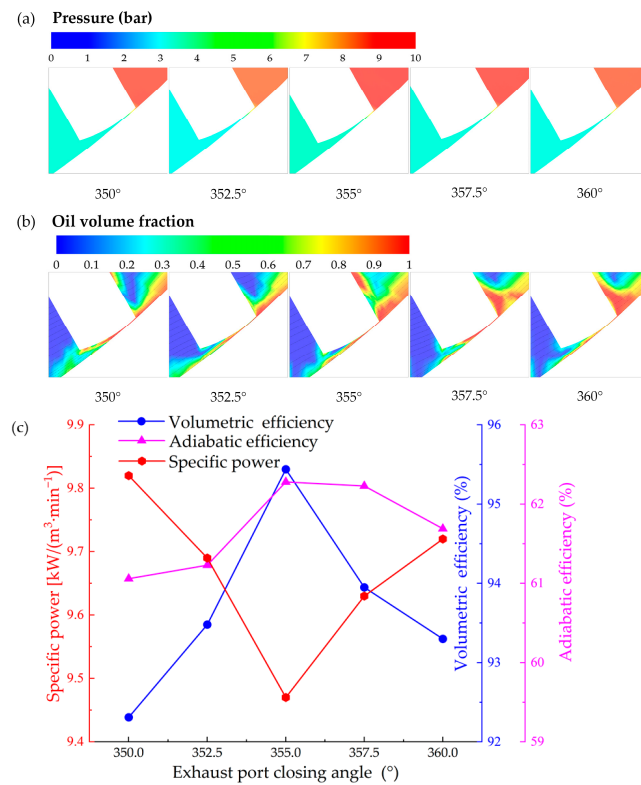 (a) Pressure (bar)
0 1 2 3 4 5 6 7 8 9 10
350° 352.5° 355° 357.5° 360°
(b) Oil volume fraction
0 0.1 0.2 0.3 0.4 0.5 0.6 0.7 0.8 0.9 1
350° 352.5° 355° 357.5° 360°
(c)
Volumetric efficiency
Adiabatic efficiency
Specific power
Specific power [kW/(m³·min⁻¹)]
9.9
9.8
9.7
9.6
9.5
9.4
350.0 352.5 355.0 357.5 360.0
Exhaust port closing angle (°)
96
95
94
93
92
Volumetric efficiency (%)
63
62
61
60
59
Adiabatic efficiency (%)